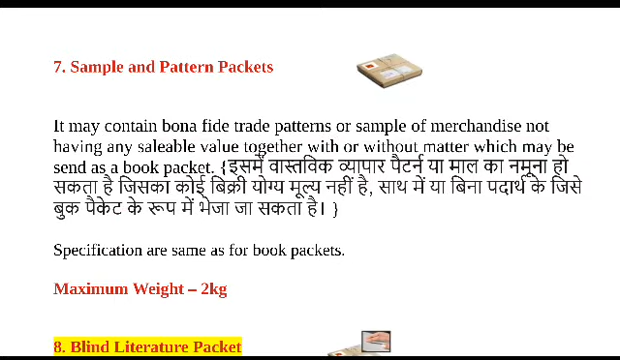 7. Sample and Pattern Packets
It may contain bona fide trade patterns or sample of merchandise not
having any saleable value together with or without matter which may be
send as a book packet. {इसमें वास्तविक व्यापार पैटर्न या माल का नमूना हो
सकता है जिसका कोई बिक्री योग्य मूल्य नहीं है, साथ में या बिना पदार्थ के जिसे
बुक पैकेट के रूप में भेजा जा सकता है। }
Specification are same as for book packets.
Maximum Weight – 2kg
8. Blind Literature Packet